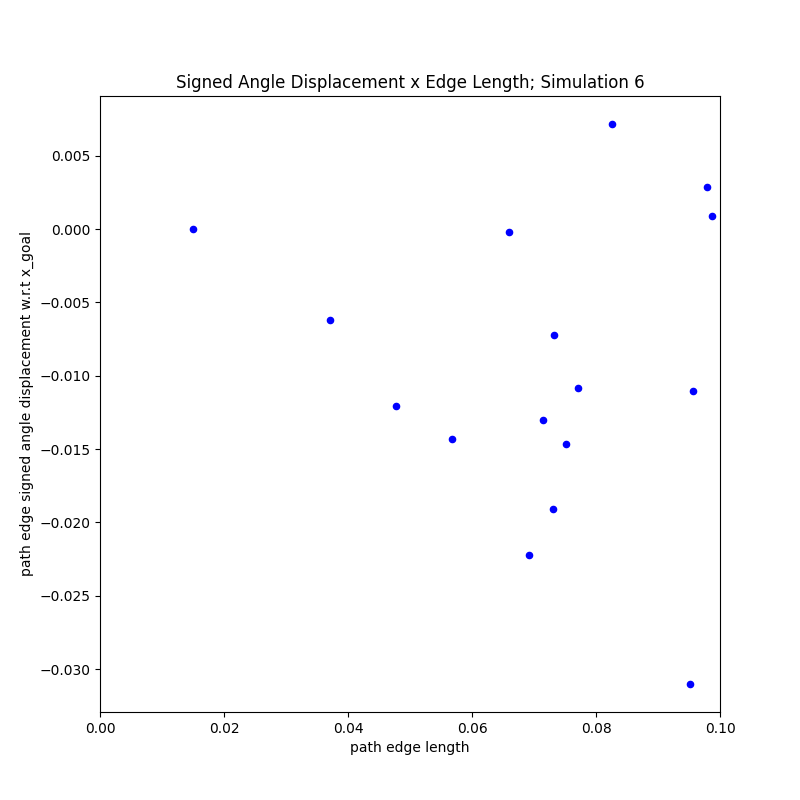 Signed Angle Displacement x Edge Length; Simulation 6
path edge signed angle displacement w.r.t x_goal
0.005
0.000
−0.005
−0.010
−0.015
−0.020
−0.025
−0.030
0.00 0.02 0.04 0.06 0.08 0.10
path edge length